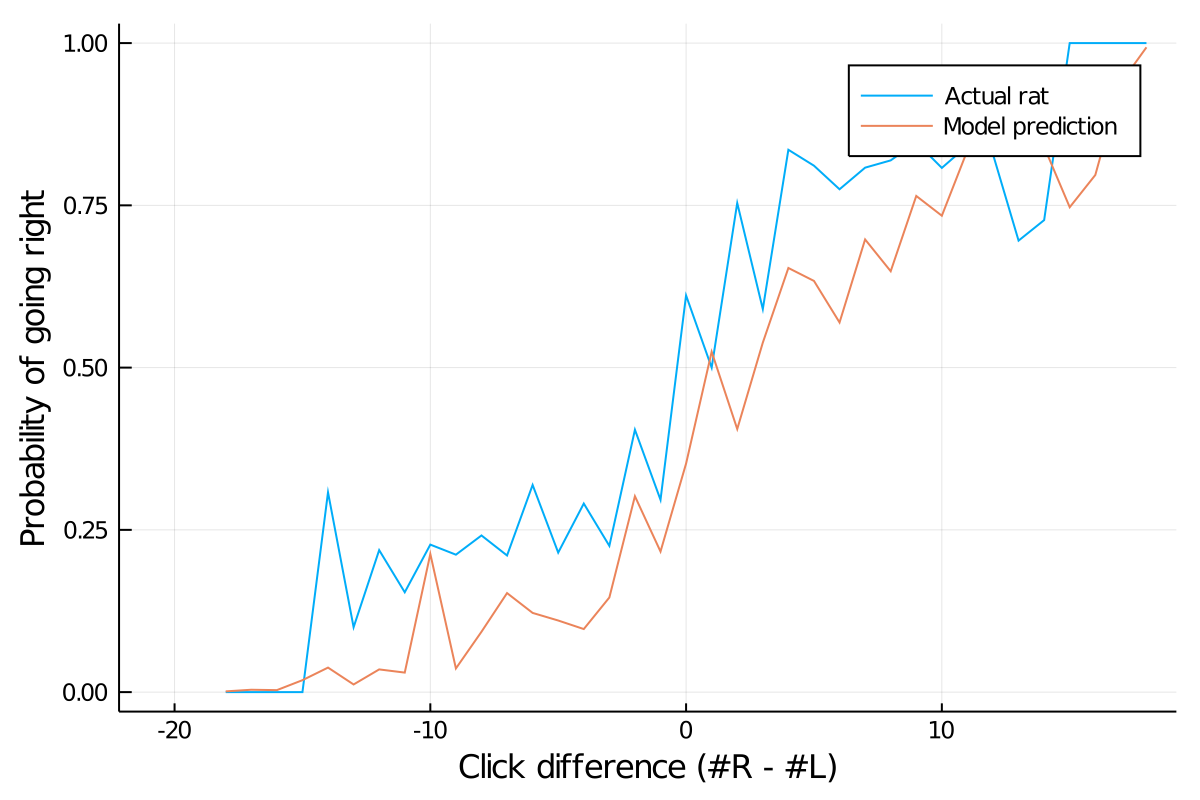 1.00
0.75
0.50
0.25
0.00
Probability of going right
Actual rat
Model prediction
-20
-10
0
10
Click difference (#R - #L)